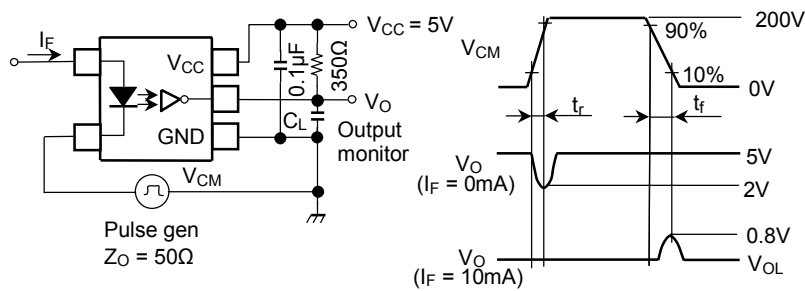 I_F
V_CC
GND
0.1μF
350Ω
C_L
V_CC = 5V
V_O
Output
monitor
V_CM
Pulse gen
Z_O = 50Ω
V_CM
200V
90%
10%
0V
t_r
t_f
V_O
(I_F = 0mA)
5V
2V
0.8V
V_O
(I_F = 10mA)
V_OL